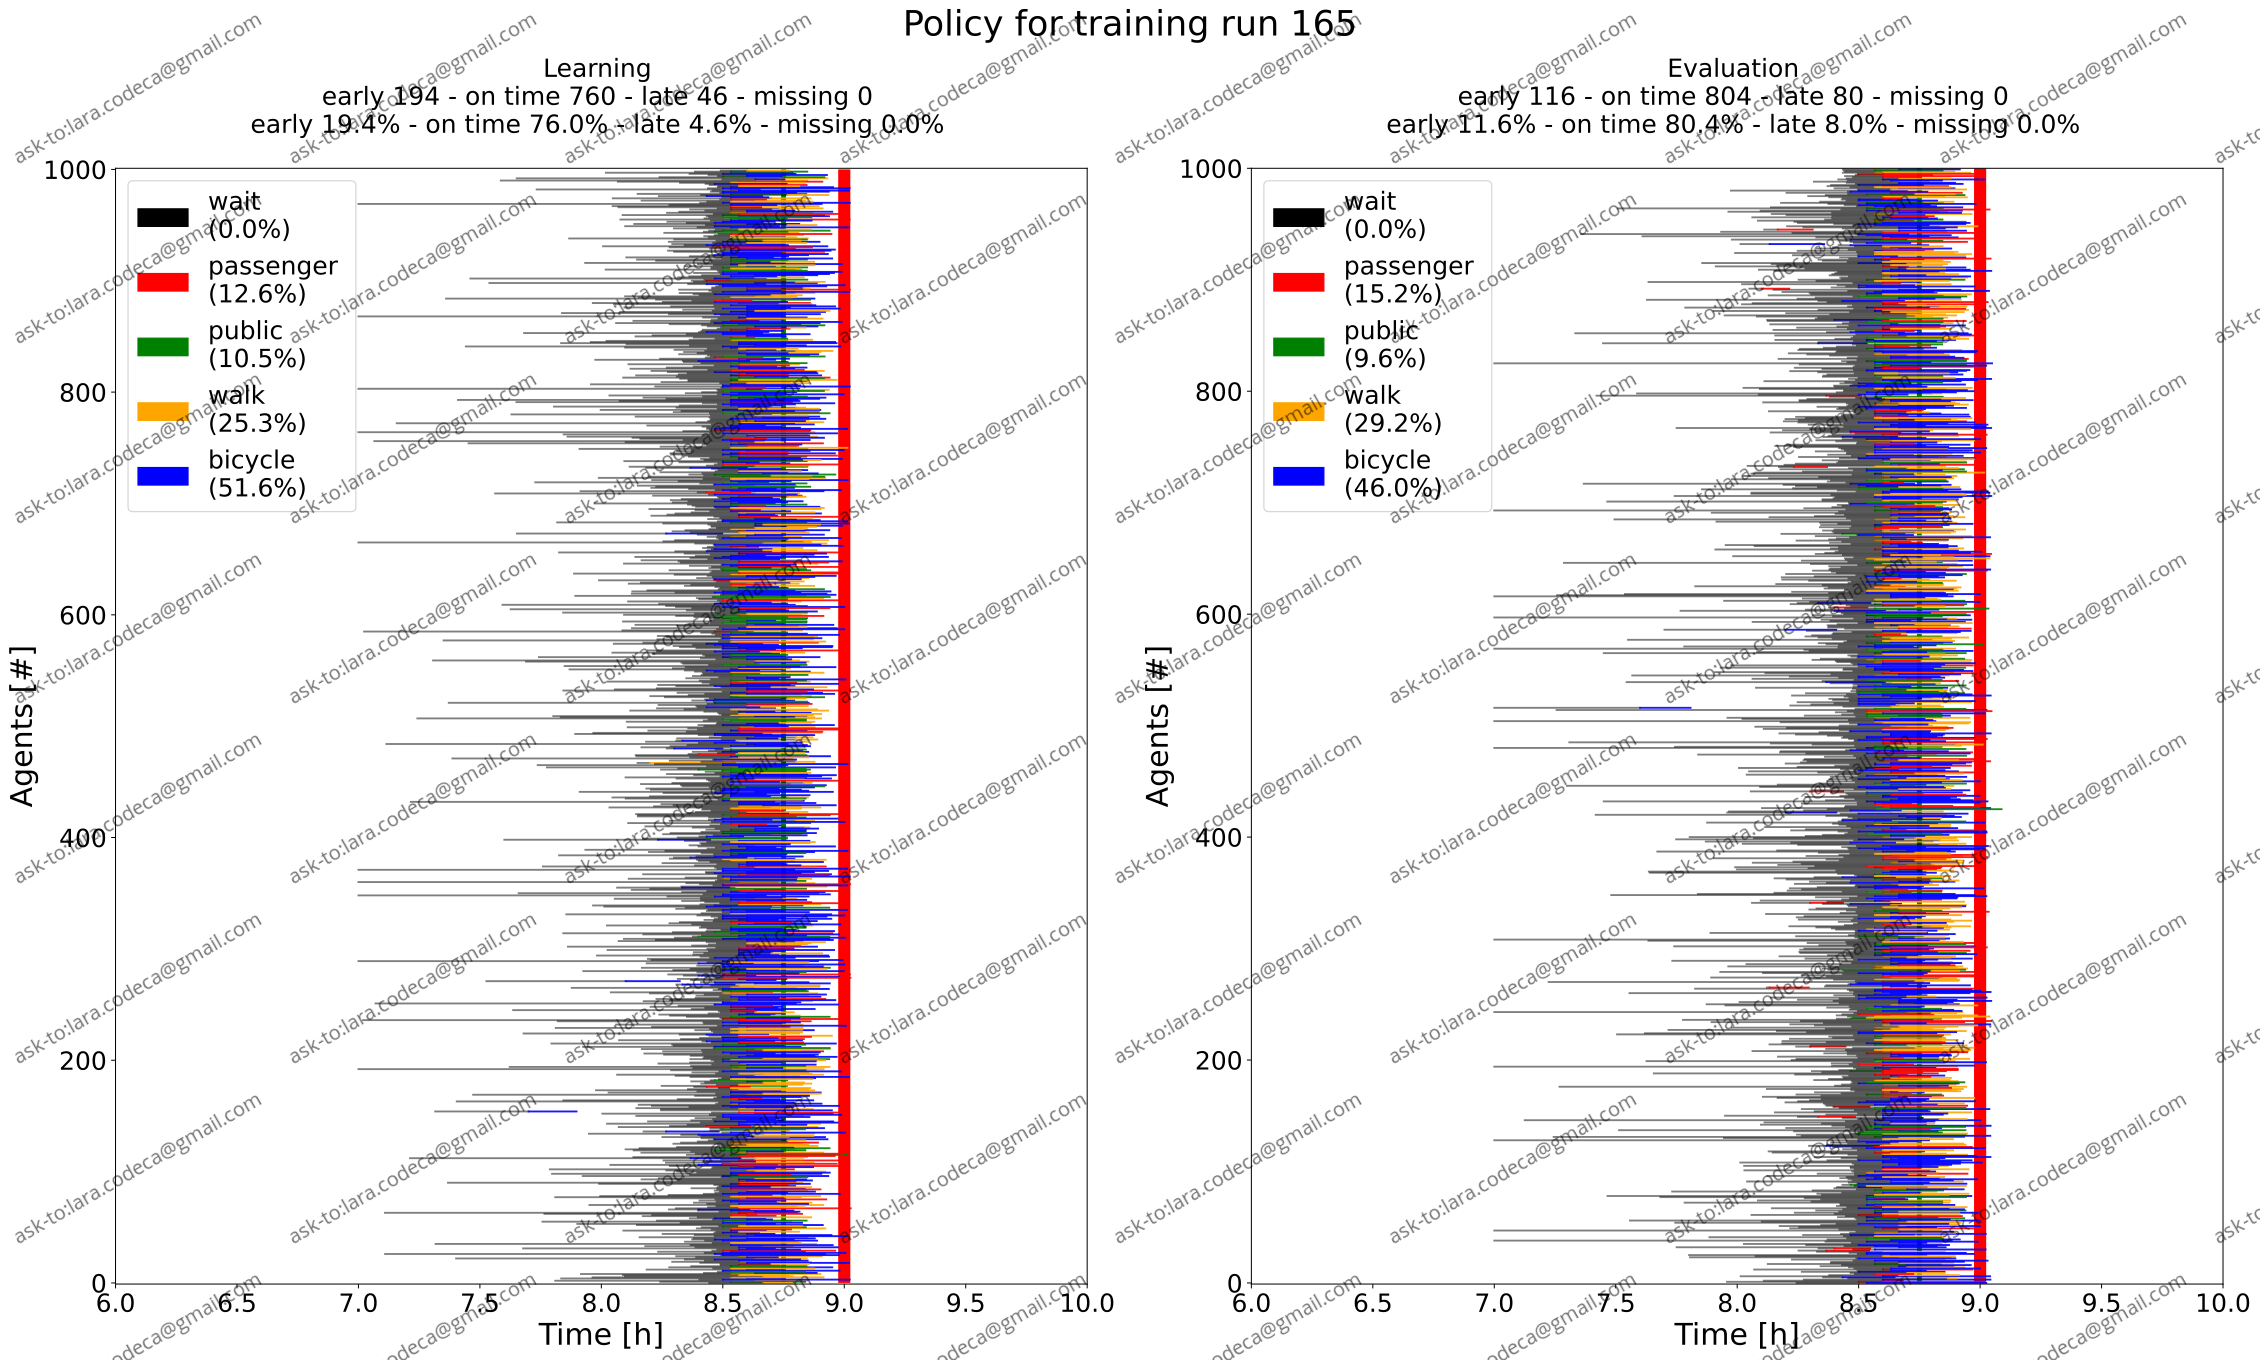 Policy for training run 165
Learning
early 194 - on time 760 - late 46 - missing 0
early 19.4% - on time 76.0% - late 4.6% - missing 0.0%
1000
800
600
400
200
0
Agents [#]
wait
(0.0%)
passenger
(12.6%)
public
(10.5%)
walk
(25.3%)
bicycle
(51.6%)
6.0 6.5 7.0 7.5 8.0 8.5 9.0 9.5 10.0
Time [h]
Evaluation
early 116 - on time 804 - late 80 - missing 0
early 11.6% - on time 80.4% - late 8.0% - missing 0.0%
1000
800
600
400
200
0
Agents [#]
wait
(0.0%)
passenger
(15.2%)
public
(9.6%)
walk
(29.2%)
bicycle
(46.0%)
6.0 6.5 7.0 7.5 8.0 8.5 9.0 9.5 10.0
Time [h]
ask-to:lara.codeca@gmail.com